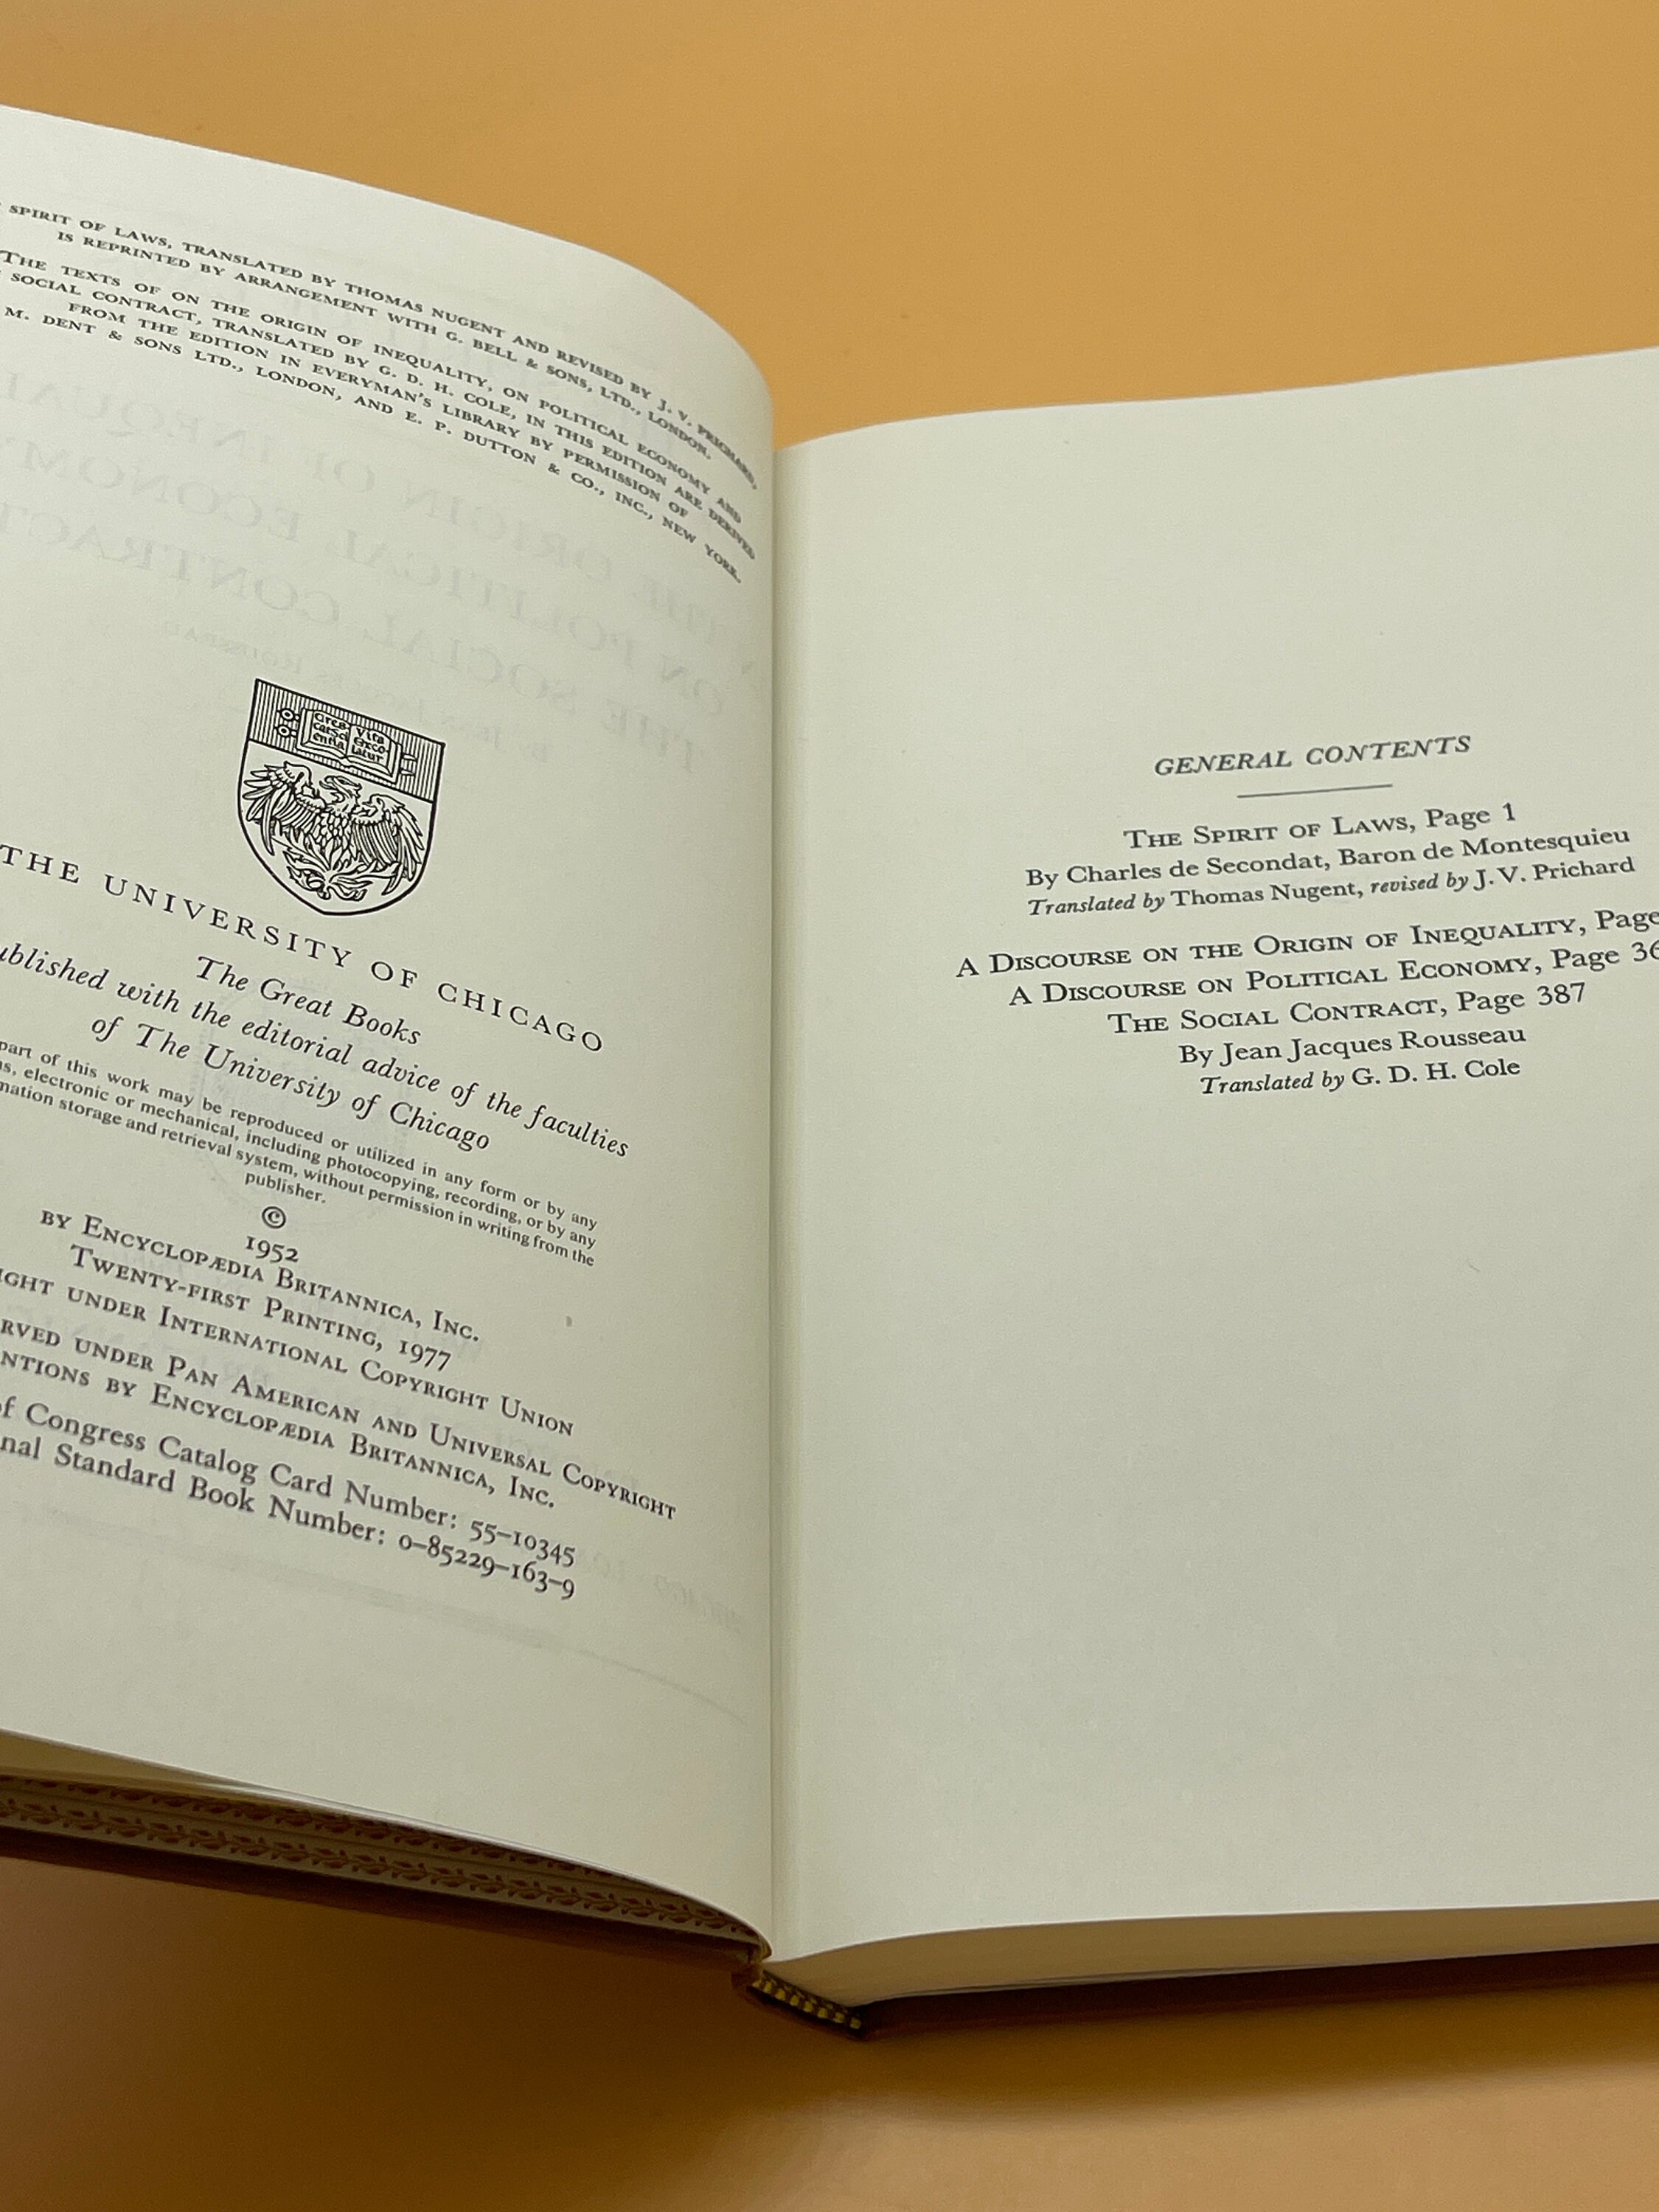 SPIRIT OF LAWS, TRANSLATED BY THOMAS NUGENT AND REVISED BY J. V. PRICHARD,
IS REPRINTED BY ARRANGEMENT WITH G. BELL & SONS, LTD., LONDON.
THE TEXTS OF ON THE ORIGIN OF INEQUALITY, ON POLITICAL ECONOMY AND
SOCIAL CONTRACT, TRANSLATED BY G. D. H. COLE, IN THIS EDITION ARE DERIVED
FROM THE EDITION IN EVERYMAN'S LIBRARY BY PERMISSION OF
M. DENT & SONS LTD., LONDON, AND E. P. DUTTON & CO., INC., NEW YORK.
Cres Vita
cat Sci exco
entia latur
THE UNIVERSITY OF CHICAGO
The Great Books
ublished with the editorial advice of the faculties
of The University of Chicago
part of this work may be reproduced or utilized in any form or by any
ns, electronic or mechanical, including photocopying, recording, or by any
mation storage and retrieval system, without permission in writing from the
publisher.
©
1952
BY ENCYCLOPÆDIA BRITANNICA, INC.
TWENTY-FIRST PRINTING, 1977
IGHT UNDER INTERNATIONAL COPYRIGHT UNION
RVED UNDER PAN AMERICAN AND UNIVERSAL COPYRIGHT
NTIONS BY ENCYCLOPÆDIA BRITANNICA, INC.
of Congress Catalog Card Number: 55-10345
nal Standard Book Number: 0-85229-163-9
GENERAL CONTENTS
THE SPIRIT OF LAWS, Page 1
By Charles de Secondat, Baron de Montesquieu
Translated by Thomas Nugent, revised by J. V. Prichard
A DISCOURSE ON THE ORIGIN OF INEQUALITY, Page
A DISCOURSE ON POLITICAL ECONOMY, Page 36
THE SOCIAL CONTRACT, Page 387
By Jean Jacques Rousseau
Translated by G. D. H. Cole